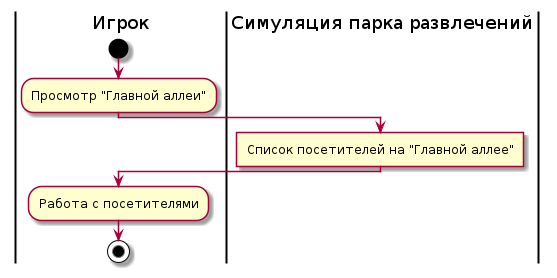 Игрок
Симуляция парка развлечений
Просмотр "Главной аллеи"
Список посетителей на "Главной аллее"
Работа с посетителями